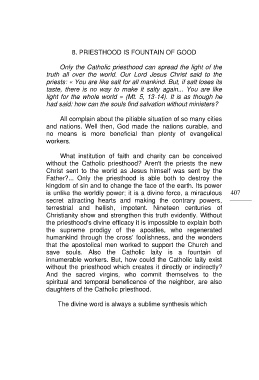 8. PRIESTHOOD IS FOUNTAIN OF GOOD
Only the Catholic priesthood can spread the light of the
truth all over the world. Our Lord Jesus Christ said to the
priests: « You are like salt for all mankind. But, if salt loses its
taste, there is no way to make it salty again... You are like
light for the whole world » (Mt. 5, 13-14). It is as though he
had said: how can the souls find salvation without ministers?
All complain about the pitiable situation of so many cities
and nations. Well then, God made the nations curable, and
no means is more beneficial than plenty of evangelical
workers.
What institution of faith and charity can be conceived
without the Catholic priesthood? Aren't the priests the new
Christ sent to the world as Jesus himself was sent by the
Father?... Only the priesthood is able both to destroy the
kingdom of sin and to change the face of the earth. Its power
is unlike the worldly power: it is a divine force, a miraculous
secret attracting hearts and making the contrary powers,
terrestrial and hellish, impotent. Nineteen centuries of
Christianity show and strengthen this truth evidently. Without
the priesthood's divine efficacy it is impossible to explain both
the supreme prodigy of the apostles, who regenerated
humankind through the cross' foolishness, and the wonders
that the apostolical men worked to support the Church and
save souls. Also the Catholic laity is a fountain of
innumerable workers. But, how could the Catholic laity exist
without the priesthood which creates it directly or indirectly?
And the sacred virgins, who commit themselves to the
spiritual and temporal beneficence of the neighbor, are also
daughters of the Catholic priesthood.
The divine word is always a sublime synthesis which
407